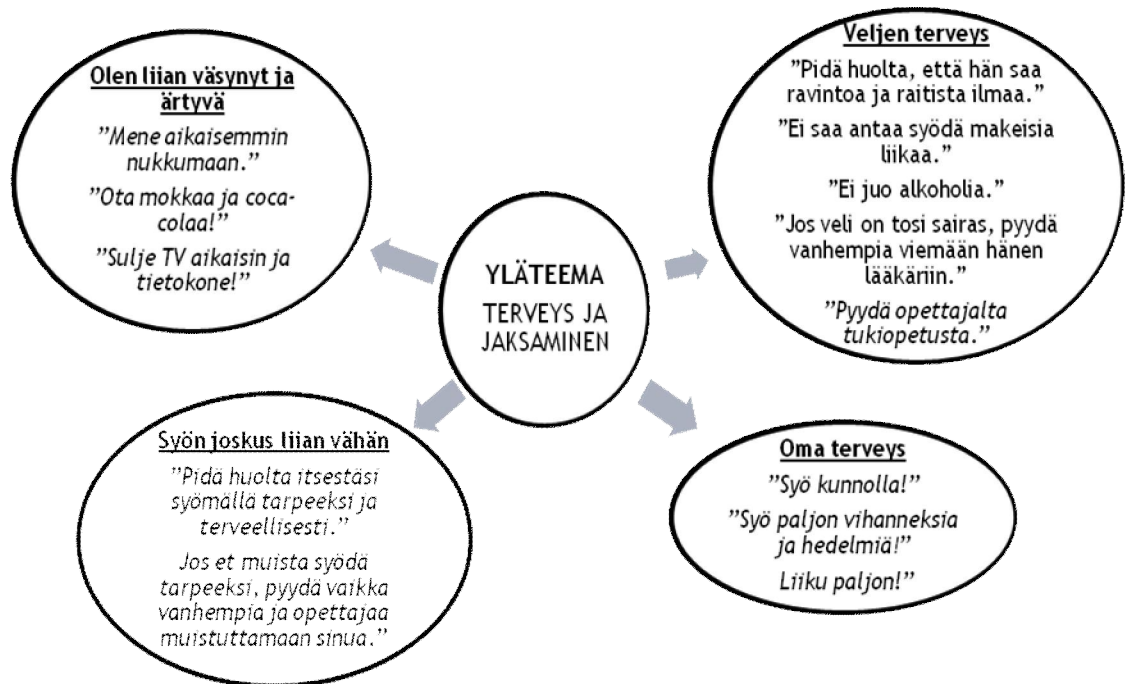 Olen liian väsynyt ja
ärtyvä
”Mene aikaisemmin
nukkumaan.”
”Ota mokkaa ja coca-
colaa!”
”Sulje TV aikaisin ja
tietokone!”
Veljen terveys
”Pidä huolta, että hän saa
ravintoa ja raitista ilmaa.”
”Ei saa antaa syödä makeisia
liikaa.”
”Ei juo alkoholia.”
”Jos veli on tosi sairas, pyydä
vanhempia viemään hänen
lääkäriin.”
”Pyydä opettajalta
tukiopetusta.”
YLÄTEEMA
TERVEYS JA
JAKSAMINEN
Syön joskus liian vähän
”Pidä huolta itsestäsi
syömällä tarpeeksi ja
terveellisesti.”
Jos et muista syödä
tarpeeksi, pyydä vaikka
vanhempia ja opettajaa
muistuttamaan sinua.”
Oma terveys
”Syö kunnolla!”
”Syö paljon vihanneksia
ja hedelmiä!”
Liiku paljon!”